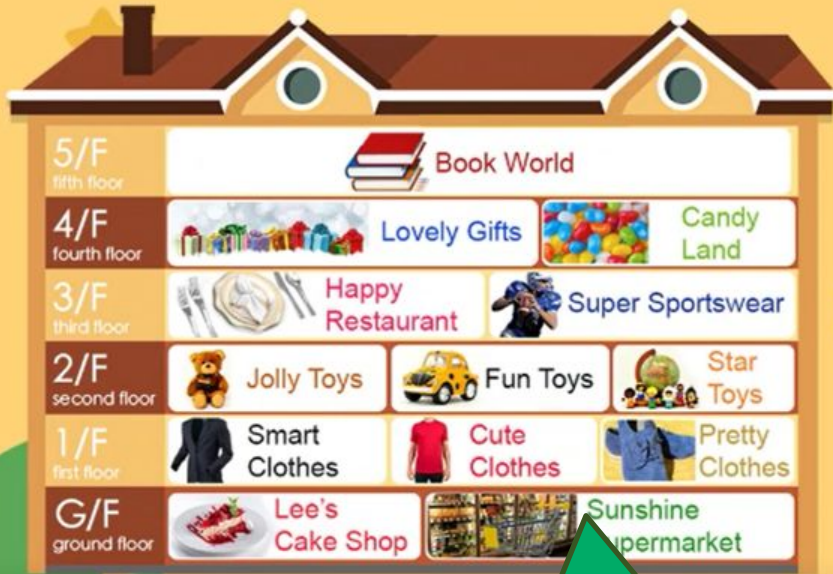 5/F
fifth floor
Book World
4/F
fourth floor
Lovely Gifts
Candy
Land
3/F
third floor
Happy
Restaurant
Super Sportswear
2/F
second floor
Jolly Toys
Fun Toys
Star
Toys
1/F
first floor
Smart
Clothes
Cute
Clothes
Pretty
Clothes
G/F
ground floor
Lee's
Cake Shop
Sunshine
upermarket